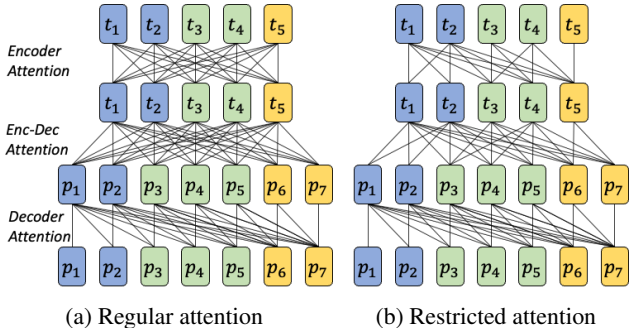 t₁ t₂ t₃ t₄ t₅ t₁ t₂ t₃ t₄ t₅
Encoder
Attention
t₁ t₂ t₃ t₄ t₅ t₁ t₂ t₃ t₄ t₅
Enc-Dec
Attention
p₁ p₂ p₃ p₄ p₅ p₆ p₇ p₁ p₂ p₃ p₄ p₅ p₆ p₇
Decoder
Attention
p₁ p₂ p₃ p₄ p₅ p₆ p₇ p₁ p₂ p₃ p₄ p₅ p₆ p₇
(a) Regular attention (b) Restricted attention